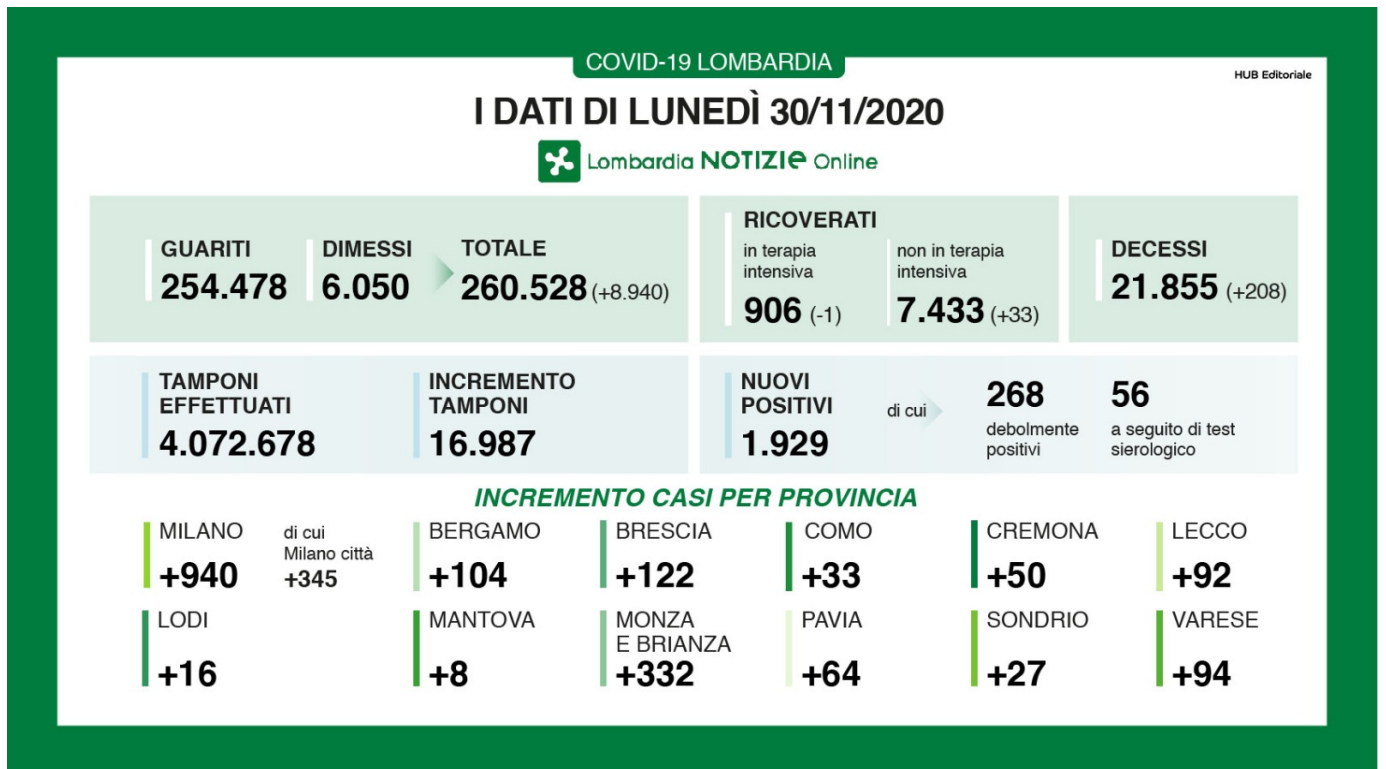 COVID-19 LOMBARDIA
HUB Editoriale
I DATI DI LUNEDÌ 30/11/2020
Lombardia NOTIZIE Online
GUARITI
254.478
DIMESSI
6.050
TOTALE
260.528 (+8.940)
RICOVERATI
in terapia
intensiva
906 (-1)
non in terapia
intensiva
7.433 (+33)
DECESSI
21.855 (+208)
TAMPONI
EFFETTUATI
4.072.678
INCREMENTO
TAMPONI
16.987
NUOVI
POSITIVI
1.929
di cui
268
debolmente
positivi
56
a seguito di test
sierologico
INCREMENTO CASI PER PROVINCIA
MILANO
+940
di cui
Milano città
+345
BERGAMO
+104
BRESCIA
+122
COMO
+33
CREMONA
+50
LECCO
+92
LODI
+16
MANTOVA
+8
MONZA
E BRIANZA
+332
PAVIA
+64
SONDRIO
+27
VARESE
+94